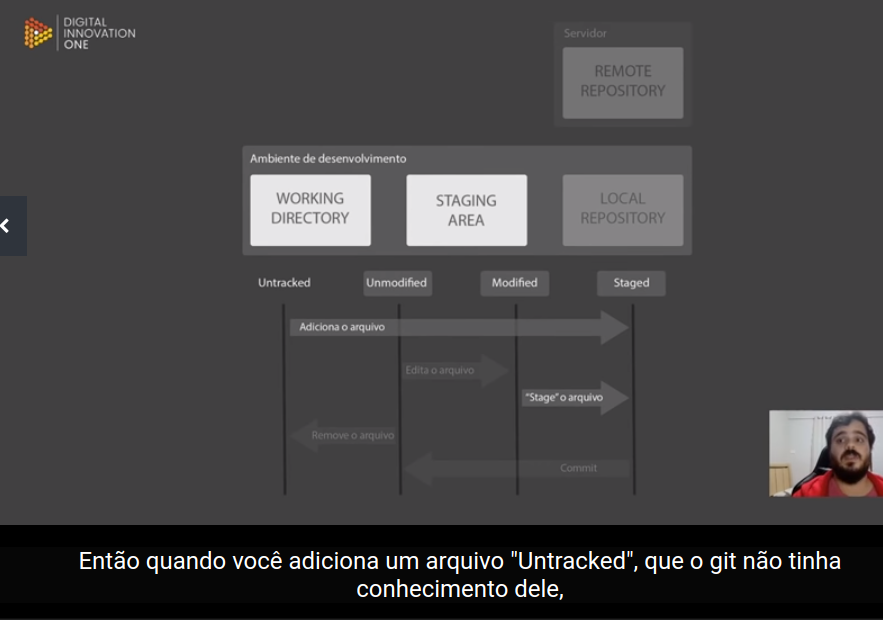 DIGITAL
INNOVATION
ONE
Servidor
REMOTE
REPOSITORY
Ambiente de desenvolvimento
WORKING
DIRECTORY
STAGING
AREA
LOCAL
REPOSITORY
Untracked
Unmodified
Modified
Staged
Adiciona o arquivo
Edita o arquivo
"Stage" o arquivo
Remove o arquivo
Commit
Então quando você adiciona um arquivo "Untracked", que o git não tinha
conhecimento dele,